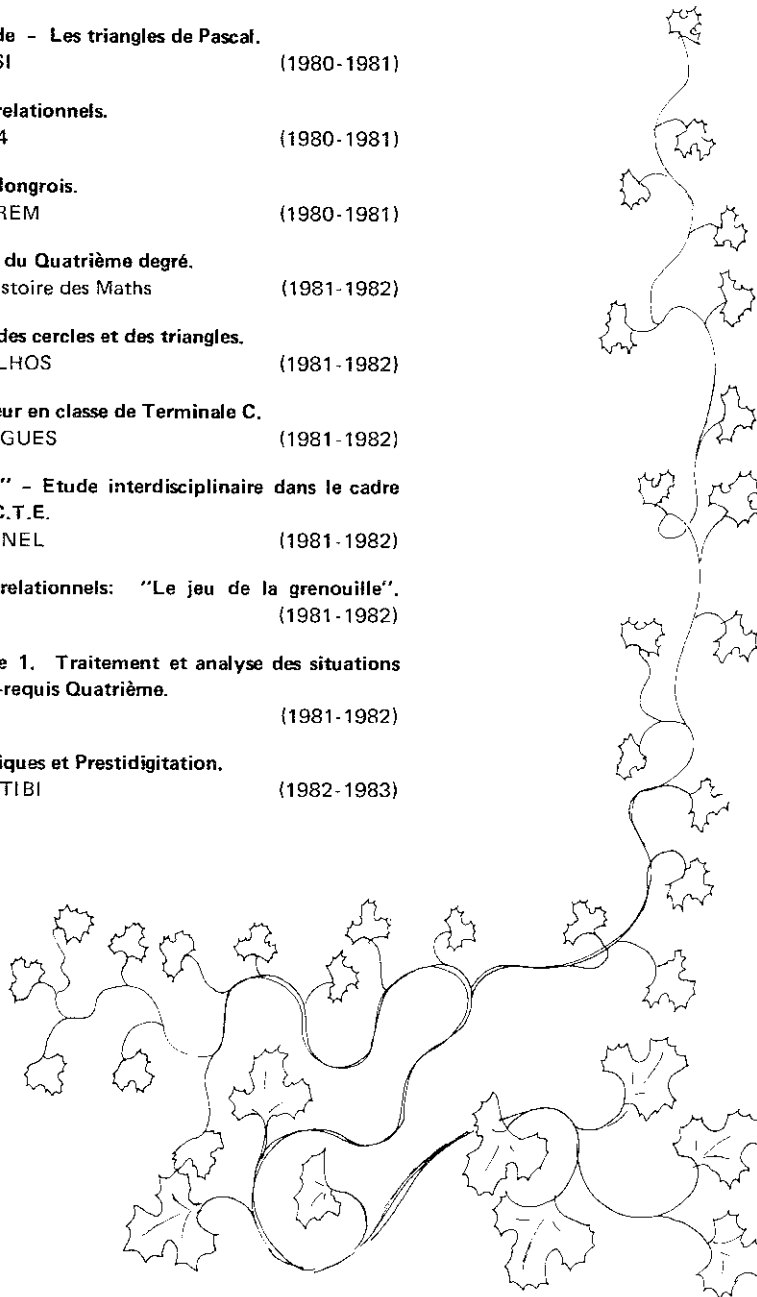 de – Les triangles de Pascal.
SI (1980-1981)
relationnels.
4 (1980-1981)
longrois.
REM (1980-1981)
du Quatrième degré.
stoire des Maths (1981-1982)
des cercles et des triangles.
LHOS (1981-1982)
eur en classe de Terminale C.
GUES (1981-1982)
" – Etude interdisciplinaire dans le cadre
C.T.E.
NEL (1981-1982)
relationnels: "Le jeu de la grenouille".
(1981-1982)
e 1. Traitement et analyse des situations
-requis Quatrième.
(1981-1982)
iques et Prestidigitation.
TIBI (1982-1983)